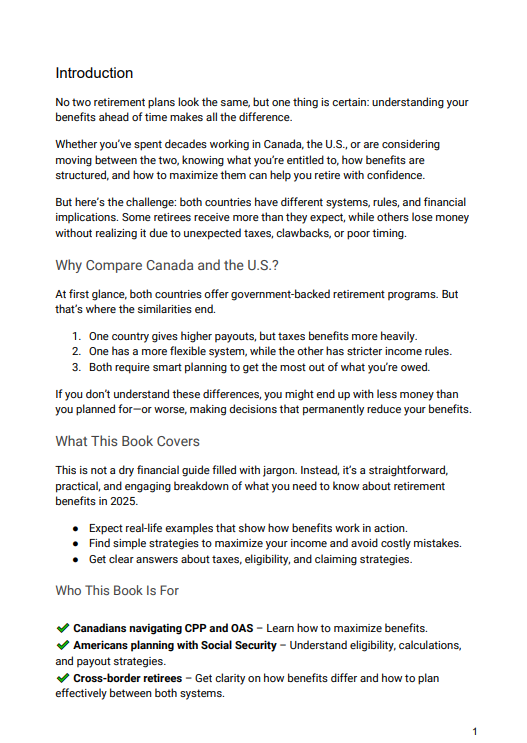 Introduction
No two retirement plans look the same, but one thing is certain: understanding your
benefits ahead of time makes all the difference.
Whether you’ve spent decades working in Canada, the U.S., or are considering
moving between the two, knowing what you’re entitled to, how benefits are
structured, and how to maximize them can help you retire with confidence.
But here’s the challenge: both countries have different systems, rules, and financial
implications. Some retirees receive more than they expect, while others lose money
without realizing it due to unexpected taxes, clawbacks, or poor timing.
Why Compare Canada and the U.S.?
At first glance, both countries offer government-backed retirement programs. But
that’s where the similarities end.
1. One country gives higher payouts, but taxes benefits more heavily.
2. One has a more flexible system, while the other has stricter income rules.
3. Both require smart planning to get the most out of what you’re owed.
If you don’t understand these differences, you might end up with less money than
you planned for—or worse, making decisions that permanently reduce your benefits.
What This Book Covers
This is not a dry financial guide filled with jargon. Instead, it’s a straightforward,
practical, and engaging breakdown of what you need to know about retirement
benefits in 2025.
● Expect real-life examples that show how benefits work in action.
● Find simple strategies to maximize your income and avoid costly mistakes.
● Get clear answers about taxes, eligibility, and claiming strategies.
Who This Book Is For
✔ Canadians navigating CPP and OAS – Learn how to maximize benefits.
✔ Americans planning with Social Security – Understand eligibility, calculations,
and payout strategies.
✔ Cross-border retirees – Get clarity on how benefits differ and how to plan
effectively between both systems.
1